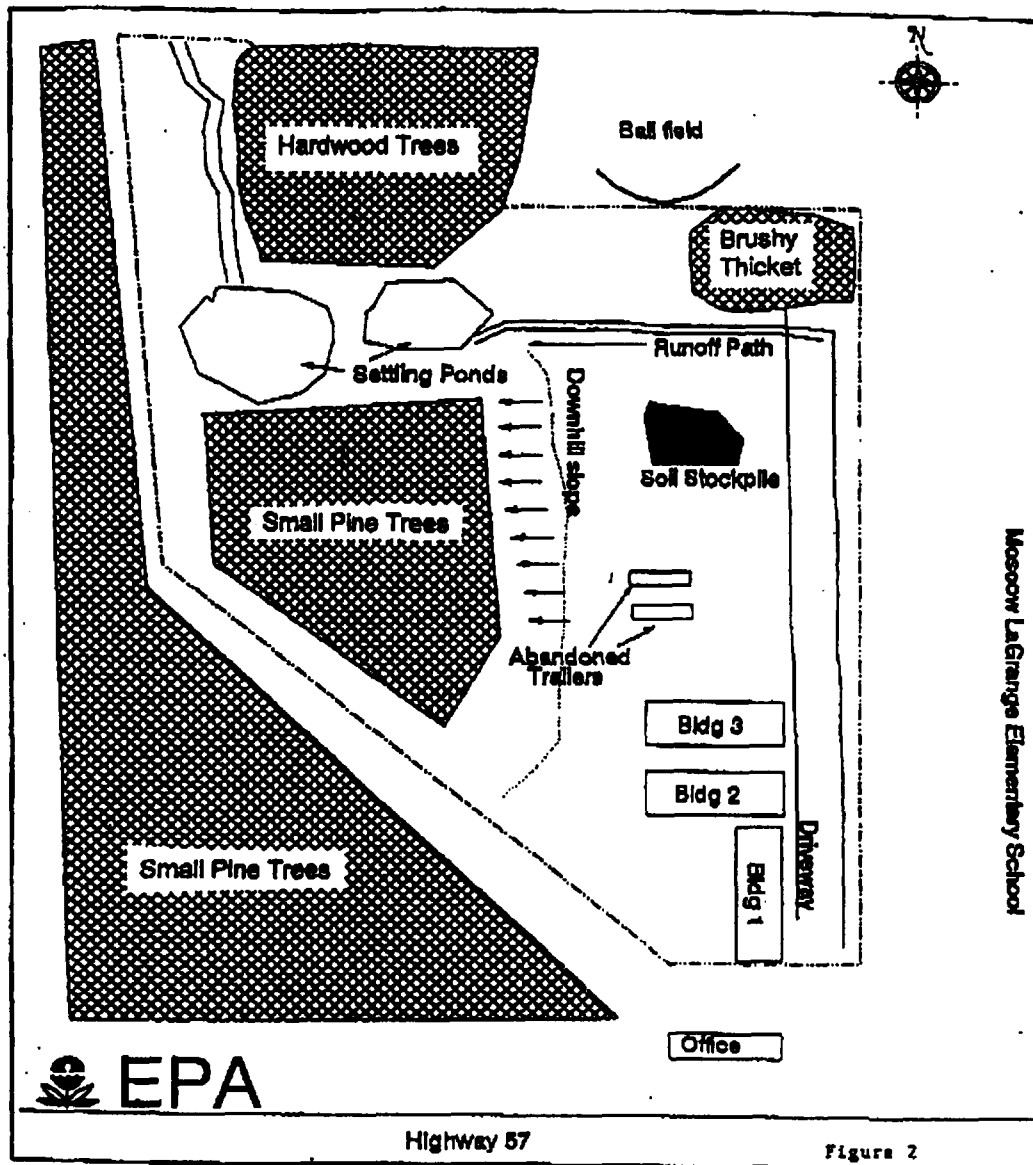 N
Ball field
Hardwood Trees
Brushy
Thicket
Runoff Path
Settling Ponds
Downhill slope
Soil Stockpile
Small Pine Trees
Moscow LaGrange Elementary School
Abandoned
Trailers
Bldg 3
Bldg 2
Driveway
Bldg 1
Small Pine Trees
Office
EPA
Highway 57
Figure 2